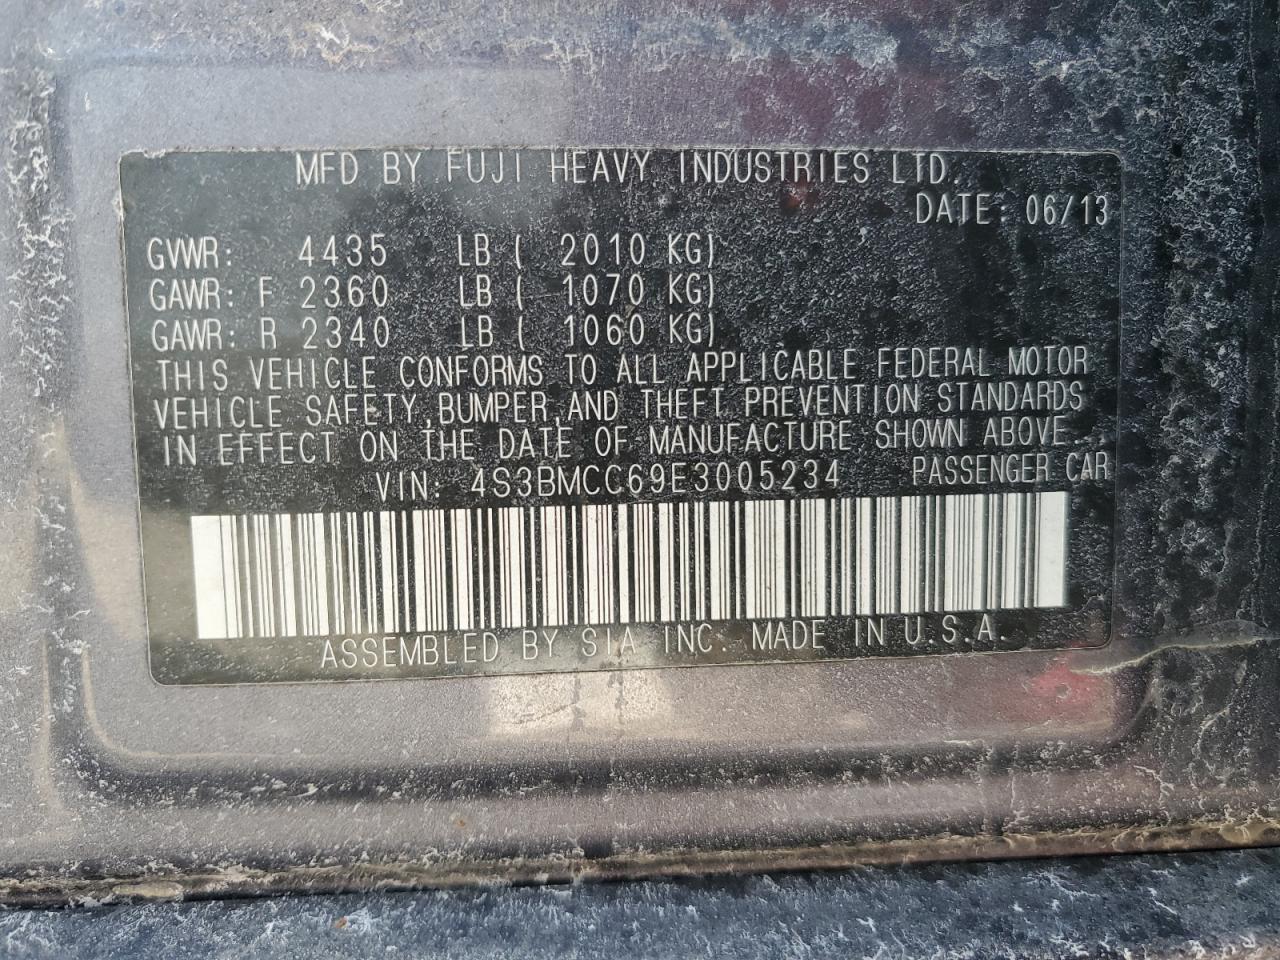 MFD BY FUJI HEAVY INDUSTRIES LTD.
DATE: 06/13
GVWR: 4435 LB ( 2010 KG)
GAWR: F 2360 LB ( 1070 KG)
GAWR: R 2340 LB ( 1060 KG)
THIS VEHICLE CONFORMS TO ALL APPLICABLE FEDERAL MOTOR
VEHICLE SAFETY,BUMPER,AND THEFT PREVENTION STANDARDS
IN EFFECT ON THE DATE OF MANUFACTURE SHOWN ABOVE.
VIN: 4S3BMCC69E3005234 PASSENGER CAR
ASSEMBLED BY SIA INC. MADE IN U.S.A.